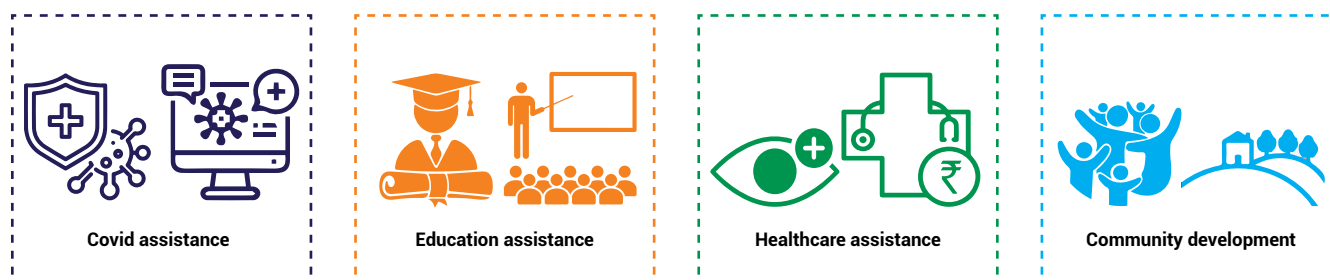 Covid assistance
Education assistance
₹
Healthcare assistance
Community development